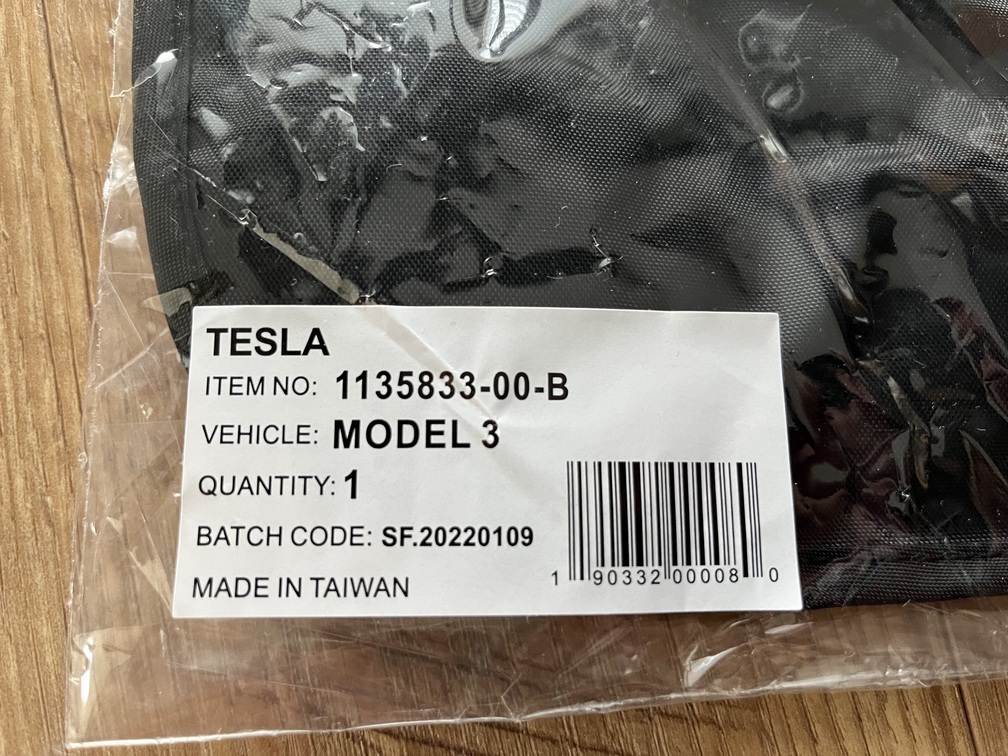 TESLA
ITEM NO: 1135833-00-B
VEHICLE: MODEL 3
QUANTITY: 1
BATCH CODE: SF.20220109
MADE IN TAIWAN
1 90332 00008 0